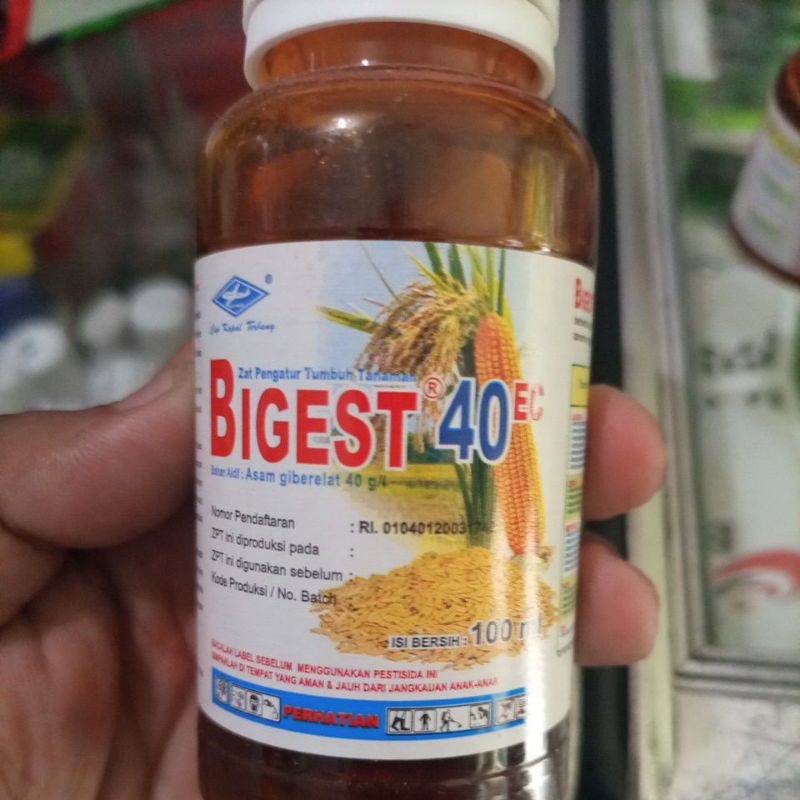 Cap Kapal Terbang
Zat Pengatur Tumbuh Tanaman
BIGEST® 40 EC
Bahan Aktif : Asam giberelat 40 g/l
Nomor Pendaftaran : RI. 01040120031742
ZPT ini diproduksi pada :
ZPT ini digunakan sebelum :
Kode Produksi / No. Batch
ISI BERSIH : 100 ml
BACALAH LABEL SEBELUM MENGGUNAKAN PESTISIDA INI
SIMPANLAH DI TEMPAT YANG AMAN & JAUH DARI JANGKAUAN ANAK-ANAK
PERHATIAN